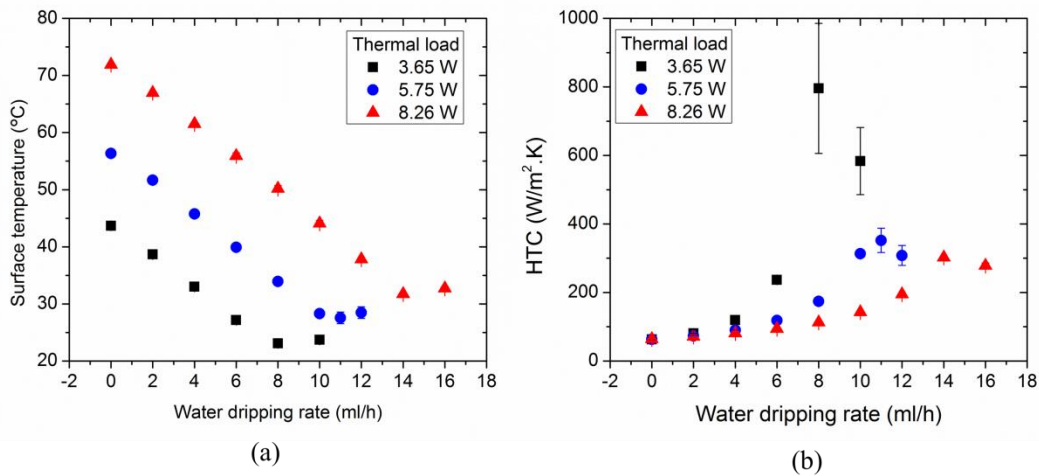 80
70
60
50
40
30
20
Surface temperature (ºC)
-2 0 2 4 6 8 10 12 14 16 18
Water dripping rate (ml/h)
Thermal load
3.65 W
5.75 W
8.26 W
(a)
1000
800
600
400
200
0
HTC (W/m².K)
-2 0 2 4 6 8 10 12 14 16 18
Water dripping rate (ml/h)
Thermal load
3.65 W
5.75 W
8.26 W
(b)